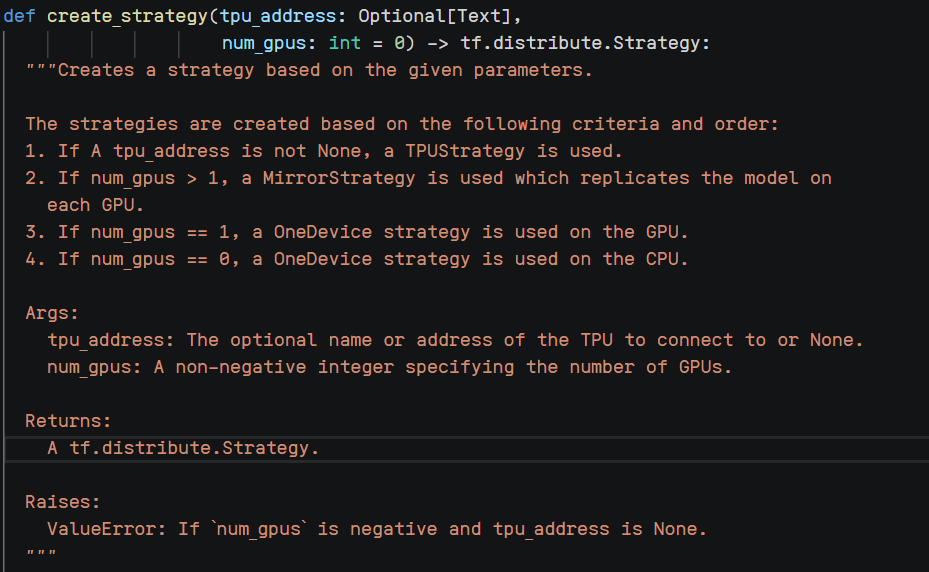 def create_strategy(tpu_address: Optional[Text],
num_gpus: int = 0) -> tf.distribute.Strategy:
"""Creates a strategy based on the given parameters.
The strategies are created based on the following criteria and order:
1. If A tpu_address is not None, a TPUStrategy is used.
2. If num_gpus > 1, a MirrorStrategy is used which replicates the model on
each GPU.
3. If num_gpus == 1, a OneDevice strategy is used on the GPU.
4. If num_gpus == 0, a OneDevice strategy is used on the CPU.
Args:
tpu_address: The optional name or address of the TPU to connect to or None.
num_gpus: A non-negative integer specifying the number of GPUs.
Returns:
A tf.distribute.Strategy.
Raises:
ValueError: If `num_gpus` is negative and tpu_address is None.
"""